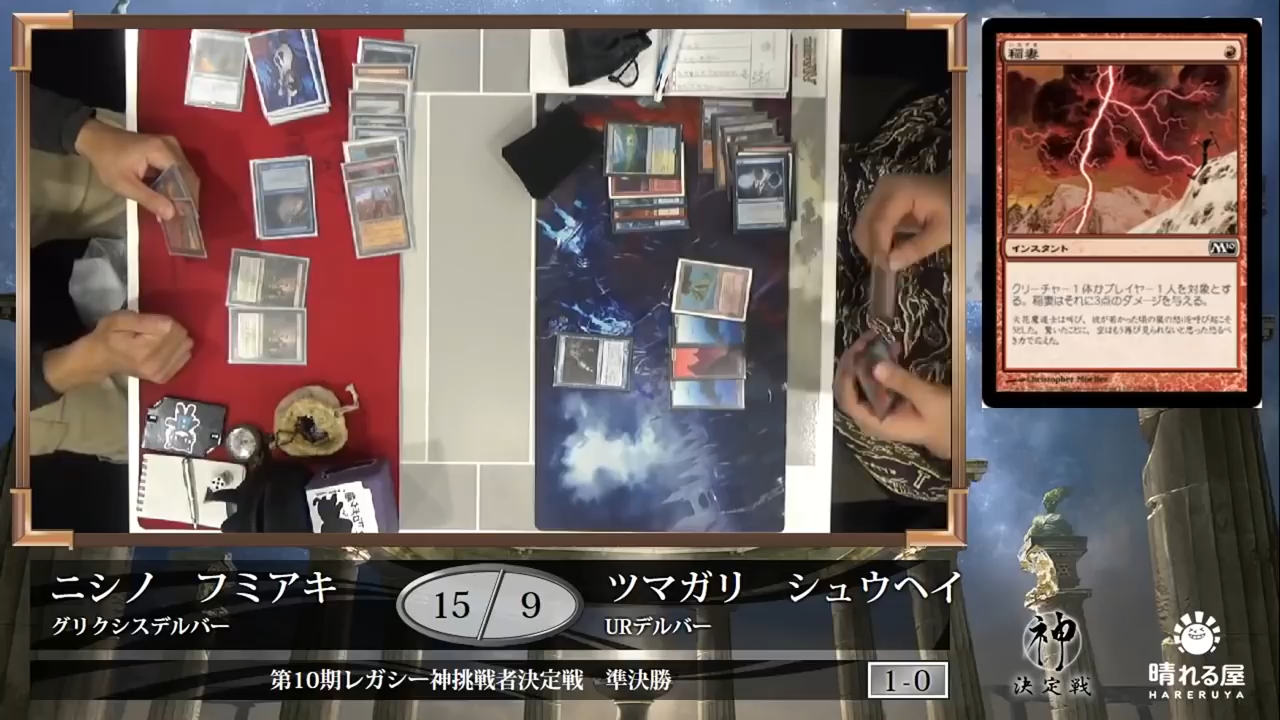 稲妻
インスタント
M10
クリーチャー1体かプレイヤー1人を対象とす
る。稲妻はそれに3点のダメージを与える。
Christopher Moeller
ニシノ フミアキ
グリクシスデルバー
15 / 9
ツマガリ シュウヘイ
URデルバー
第10期レガシー神挑戦者決定戦 準決勝
1-0
神
決定戦
晴れる屋
HARERUYA